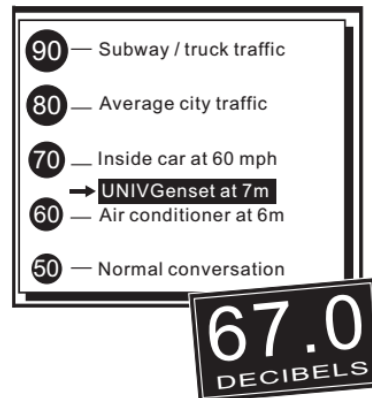 90 — Subway / truck traffic
80 — Average city traffic
70 — Inside car at 60 mph
→ UNIVGenset at 7m
60 — Air conditioner at 6m
50 — Normal conversation
67.0
DECIBELS